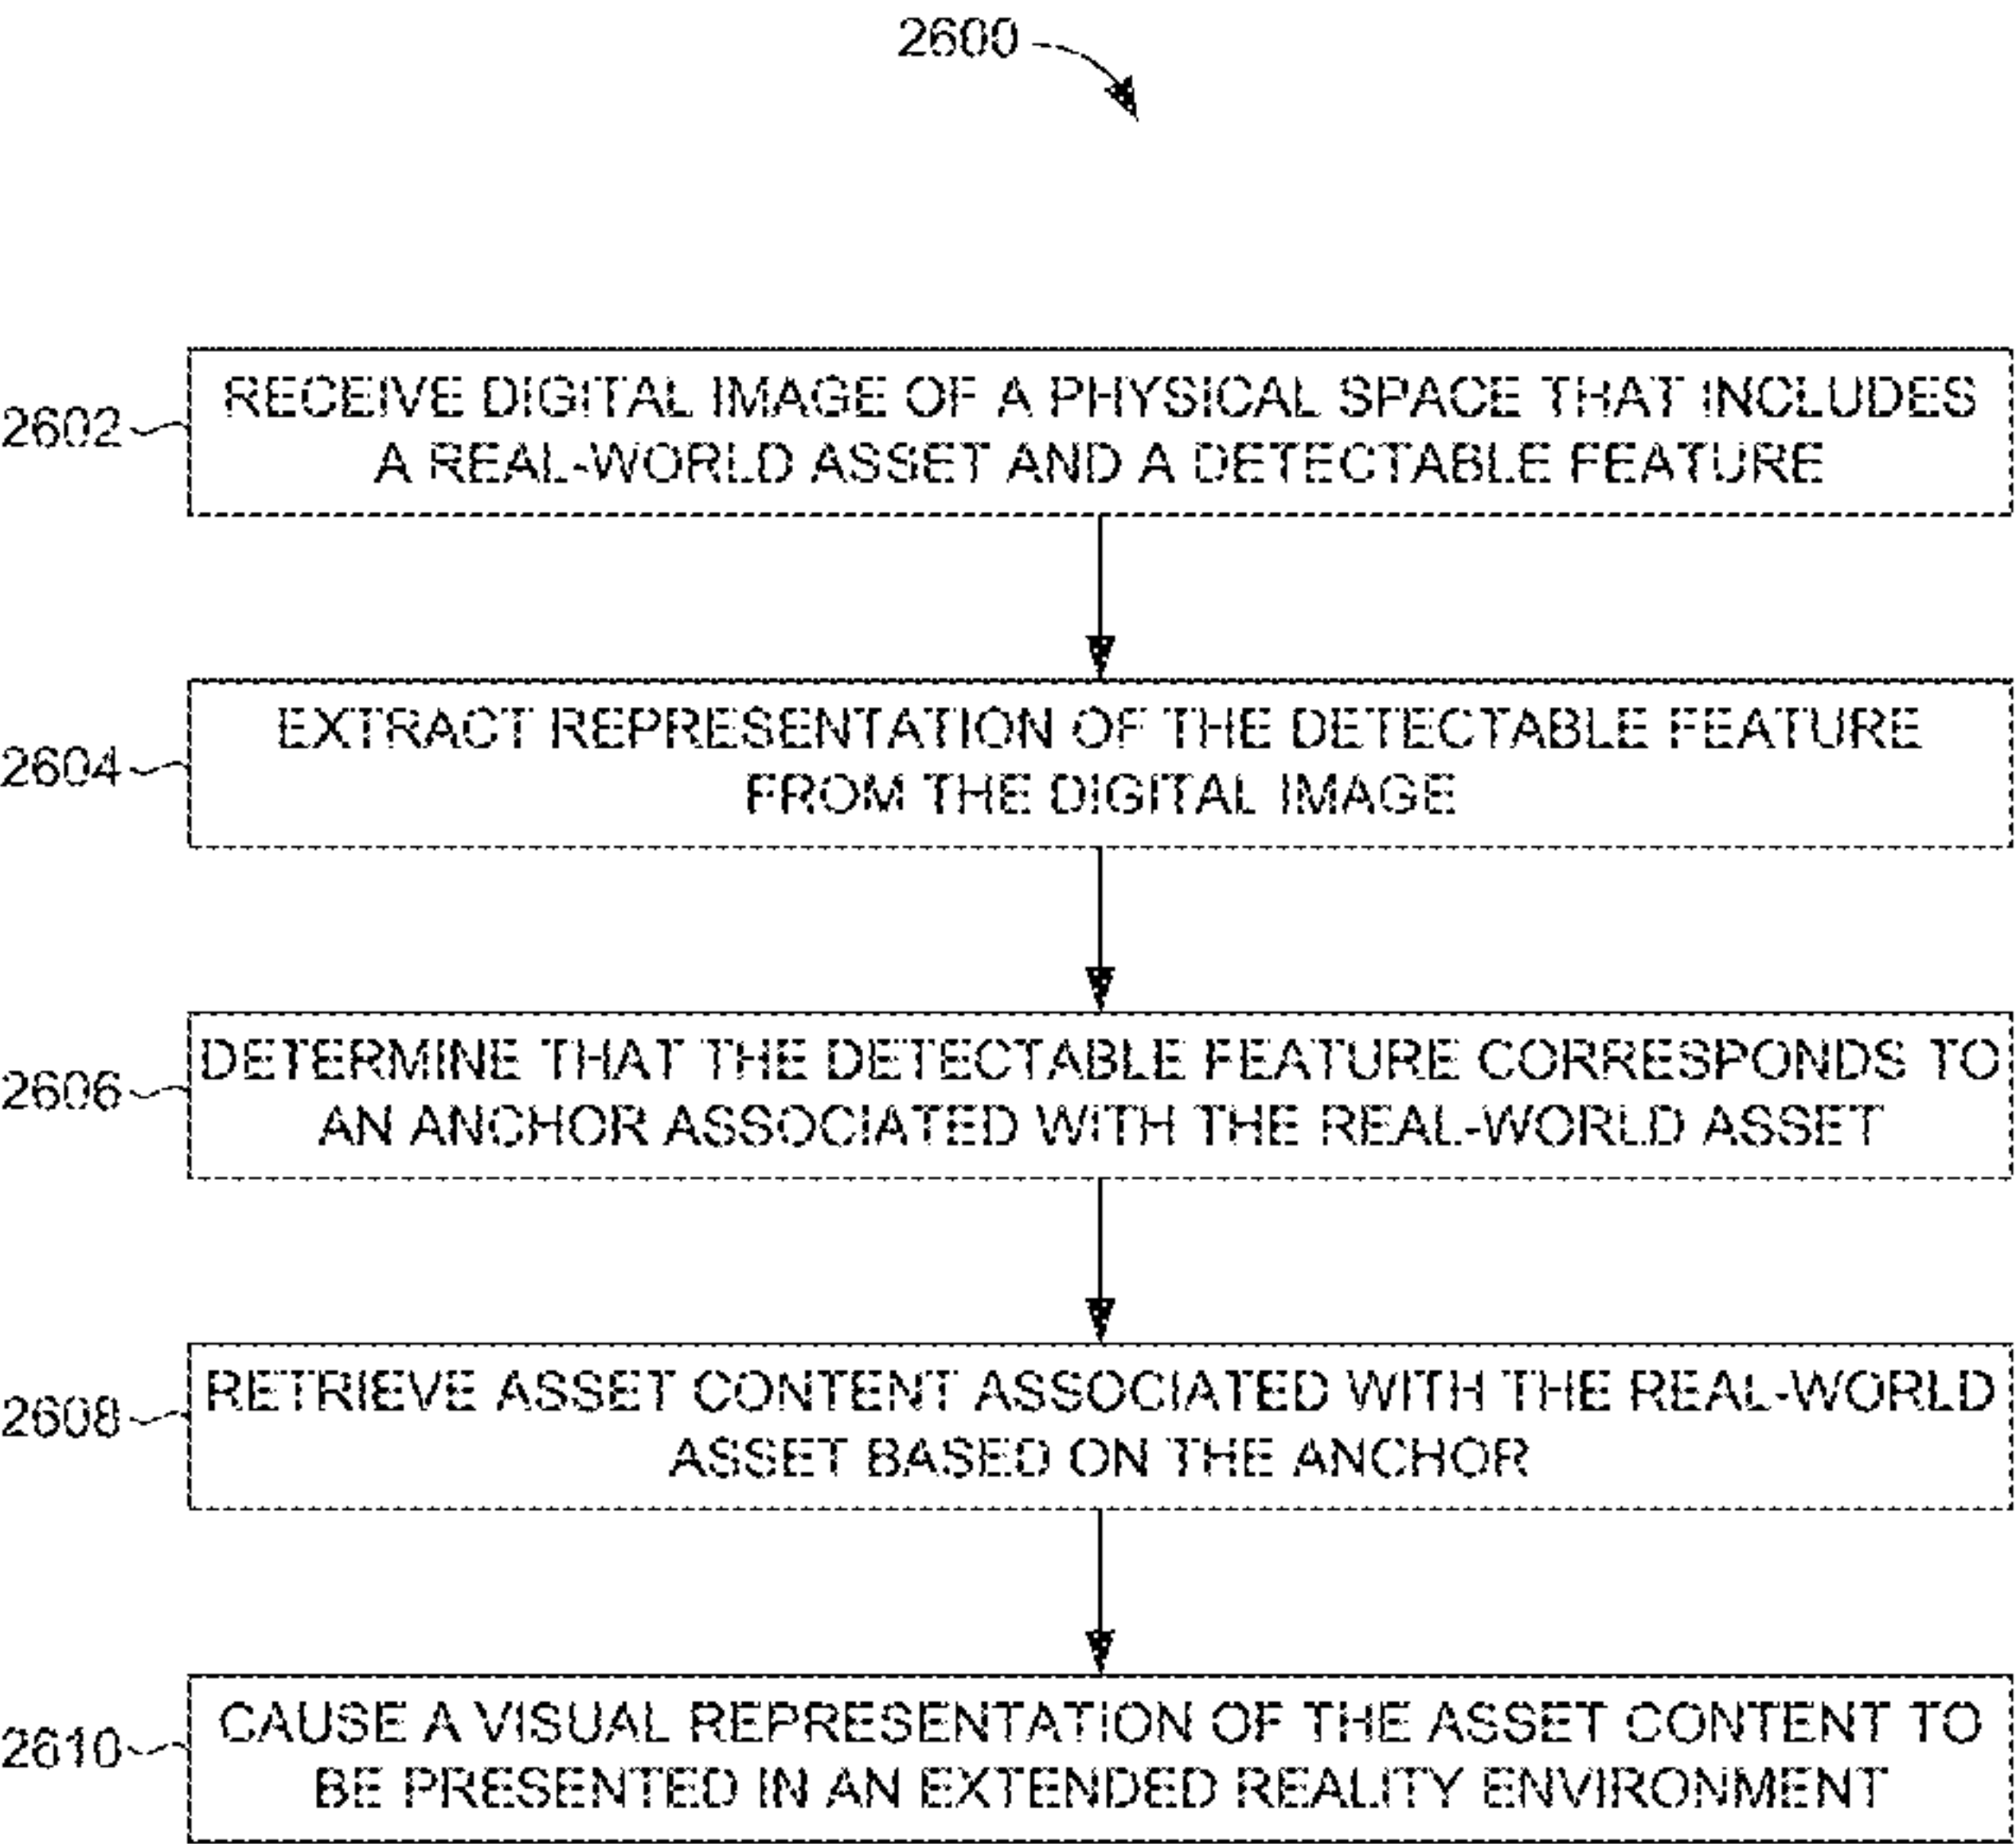 2600
2602
RECEIVE DIGITAL IMAGE OF A PHYSICAL SPACE THAT INCLUDES
A REAL-WORLD ASSET AND A DETECTABLE FEATURE
2604
EXTRACT REPRESENTATION OF THE DETECTABLE FEATURE
FROM THE DIGITAL IMAGE
2606
DETERMINE THAT THE DETECTABLE FEATURE CORRESPONDS TO
AN ANCHOR ASSOCIATED WITH THE REAL-WORLD ASSET
2608
RETRIEVE ASSET CONTENT ASSOCIATED WITH THE REAL-WORLD
ASSET BASED ON THE ANCHOR
2610
CAUSE A VISUAL REPRESENTATION OF THE ASSET CONTENT TO
BE PRESENTED IN AN EXTENDED REALITY ENVIRONMENT